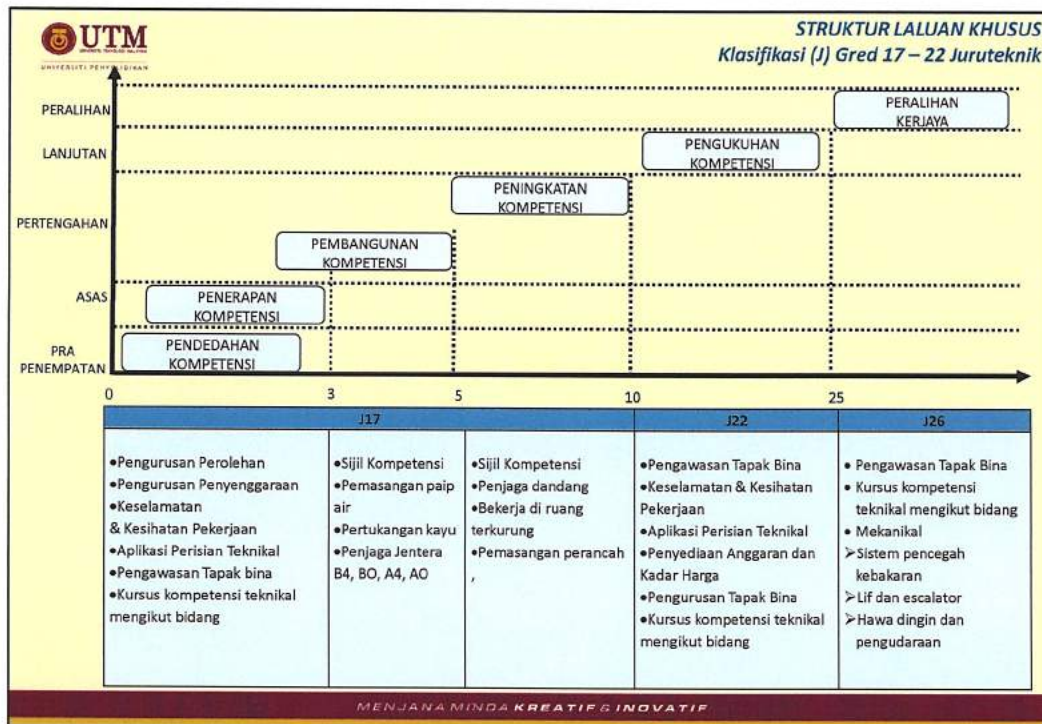 UTM
UNIVERSITI TEKNOLOGI MALAYSIA
UNIVERSITI PENYELIDIKAN
STRUKTUR LALUAN KHUSUS
Klasifikasi (J) Gred 17 – 22 Juruteknik
PERALIHAN
PERALIHAN
KERJAYA
LANJUTAN
PENGUKUHAN
KOMPETENSI
PERTENGAHAN
PENINGKATAN
KOMPETENSI
PEMBANGUNAN
KOMPETENSI
ASAS
PENERAPAN
KOMPETENSI
PRA
PENEMPATAN
PENDEDAHAN
KOMPETENSI
0 3 5 10 25
J17 J22 J26
•Pengurusan Perolehan
•Pengurusan Penyenggaraan
•Keselamatan
& Kesihatan Pekerjaan
•Aplikasi Perisian Teknikal
•Pengawasan Tapak bina
•Kursus kompetensi teknikal
mengikut bidang
•Sijil Kompetensi
•Pemasangan paip
air
•Pertukangan kayu
•Penjaga Jentera
B4, BO, A4, AO
•Sijil Kompetensi
•Penjaga dandang
•Bekerja di ruang
terkurung
•Pemasangan perancah
,
•Pengawasan Tapak Bina
•Keselamatan & Kesihatan
Pekerjaan
•Aplikasi Perisian Teknikal
•Penyediaan Anggaran dan
Kadar Harga
•Pengurusan Tapak Bina
•Kursus kompetensi teknikal
mengikut bidang
• Pengawasan Tapak Bina
• Kursus kompetensi
teknikal mengikut bidang
• Mekanikal
➢Sistem pencegah
kebakaran
➢Lif dan escalator
➢Hawa dingin dan
pengudaraan
MENJANA MINDA KREATIF & INOVATIF